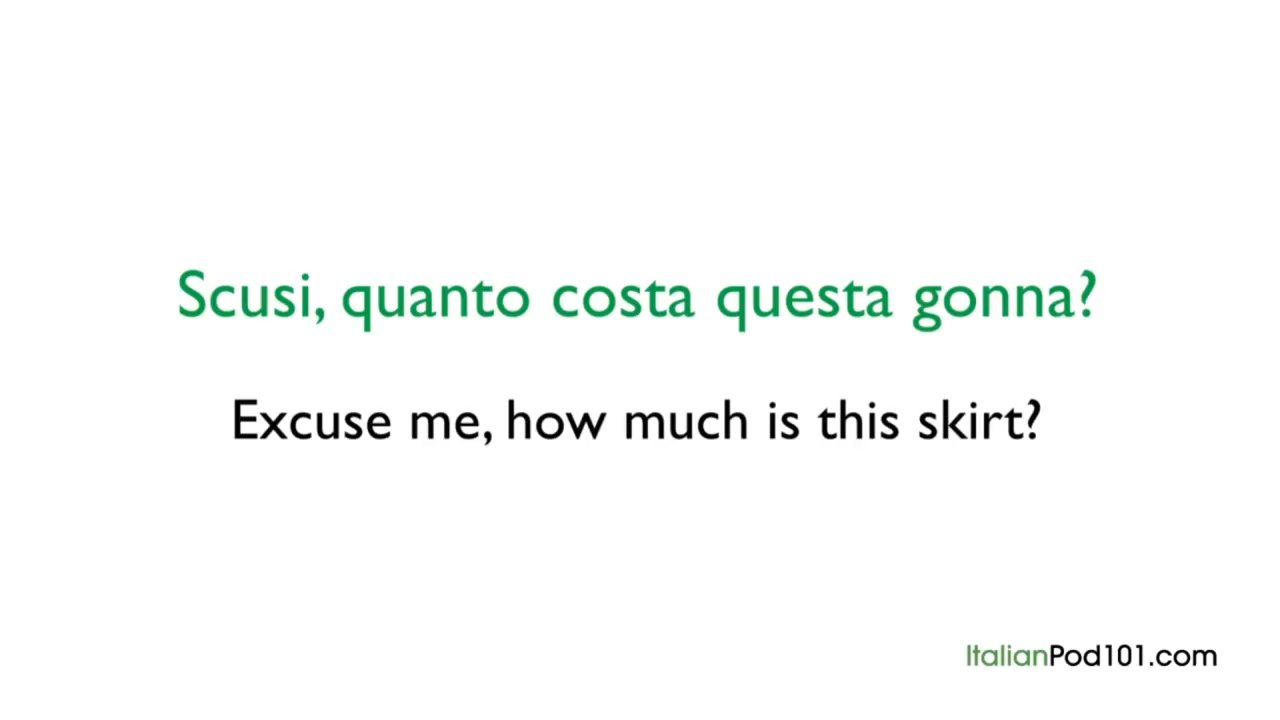 Scusi, quanto costa questa gonna?
Excuse me, how much is this skirt?
ItalianPod101.com